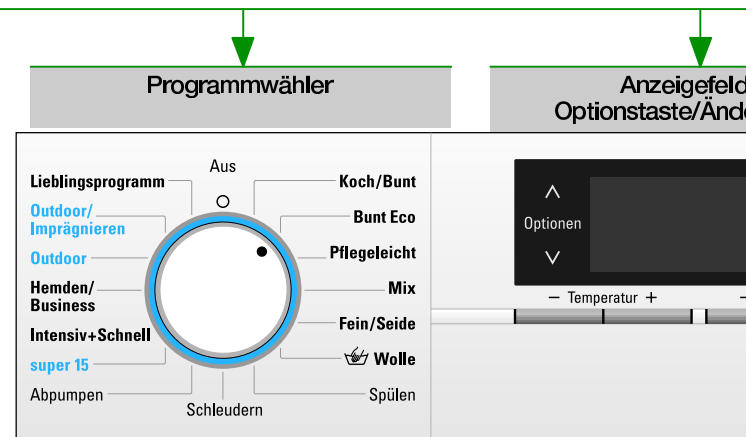 Programmwähler
Anzeigefeld
Optionstaste/Ände
Aus
Lieblingsprogramm
Outdoor/
Imprägnieren
Outdoor
Hemden/
Business
Intensiv+Schnell
super 15
Abpumpen
Schleudern
Koch/Bunt
Bunt Eco
Pflegeleicht
Mix
Fein/Seide
Wolle
Spülen
Optionen
− Temperatur +
−